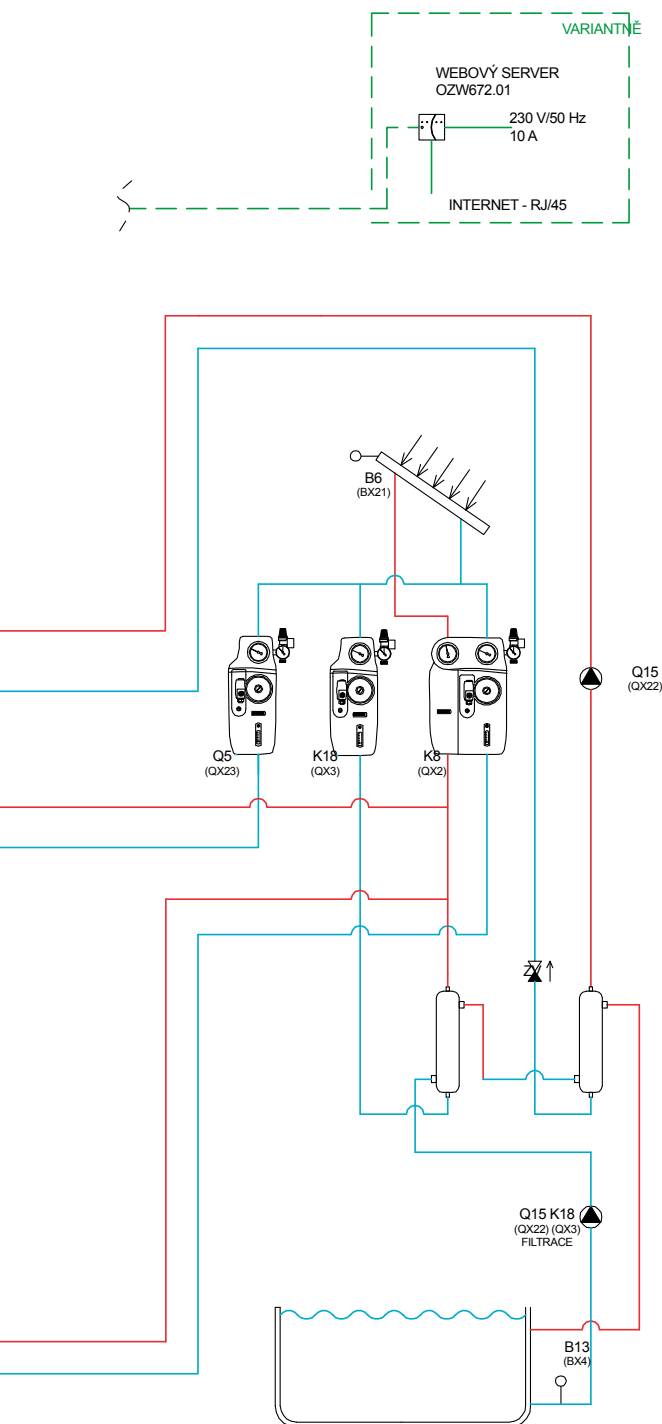 VARIANTNĚ
WEBOVÝ SERVER
OZW672.01
230 V/50 Hz
10 A
INTERNET - RJ/45
B6
(BX21)
Q15
(QX22)
Q5
(QX23)
K18
(QX3)
K8
(QX2)
ZV
Q15 K18
(QX22) (QX3)
FILTRACE
B13
(BX4)